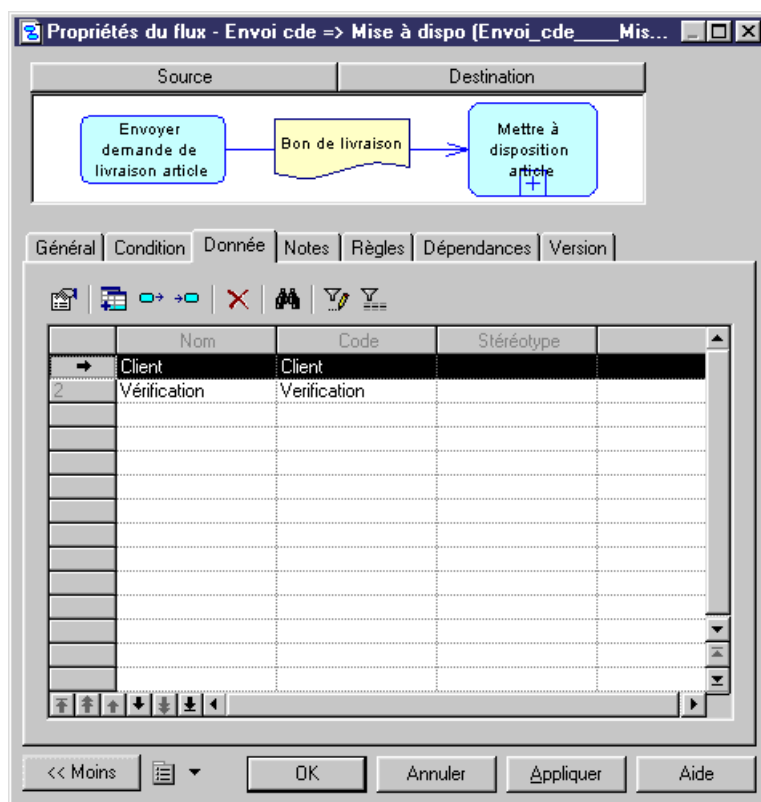 Propriétés du flux - Envoi cde => Mise à dispo (Envoi_cde____Mis...
Source Destination
Envoyer
demande de
livraison article
Bon de livraison
Mettre à
disposition
article
Général Condition Donnée Notes Règles Dépendances Version
Nom Code Stéréotype
Client Client
2 Vérification Verification
<< Moins OK Annuler Appliquer Aide